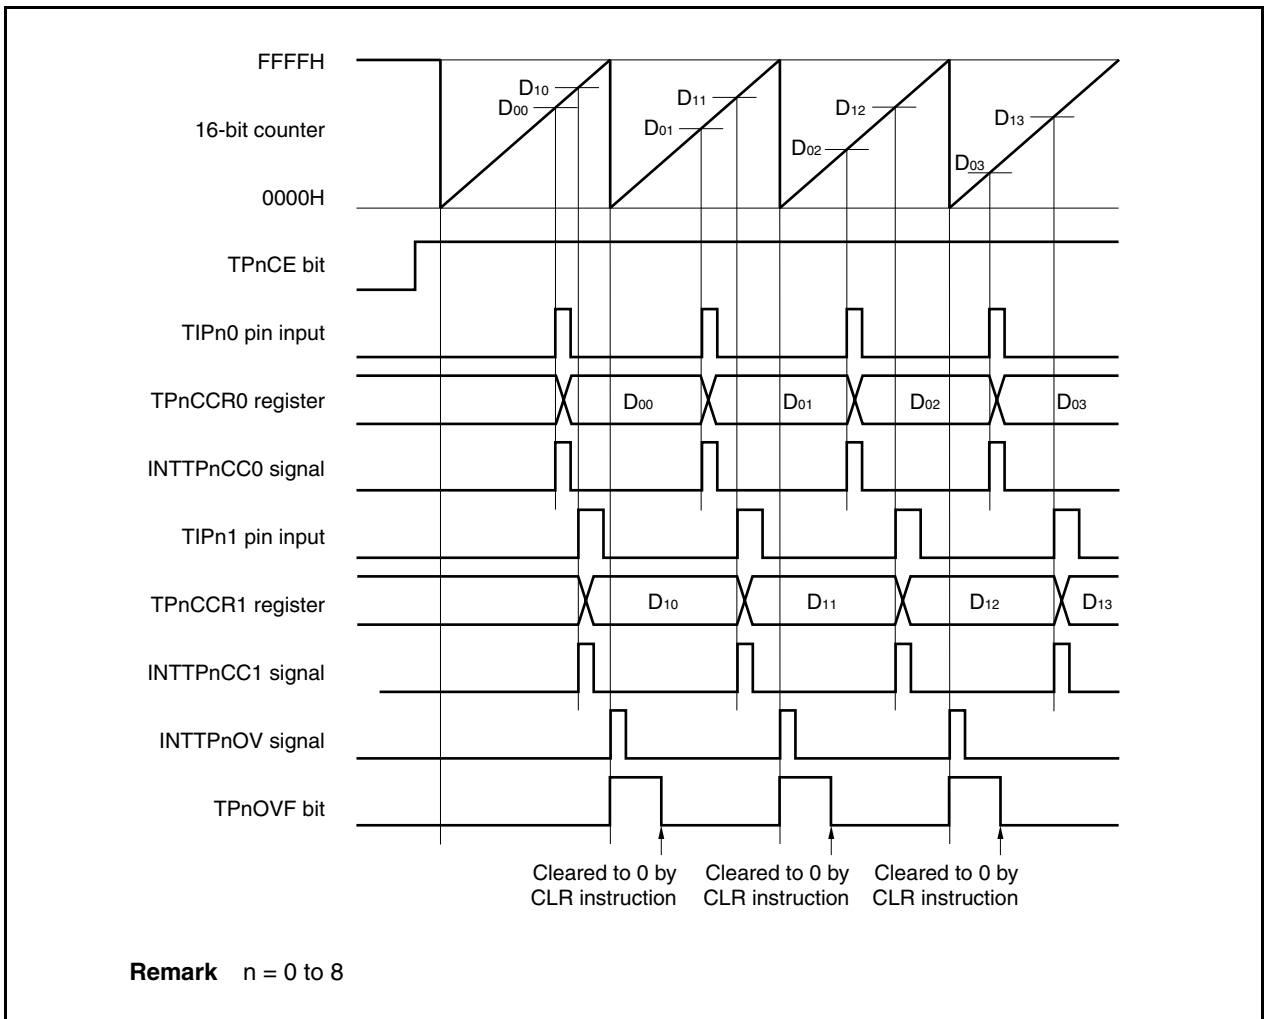 FFFFH
D10
D00
D11
D01
D12
D02
D13
D03
16-bit counter
0000H
TPnCE bit
TIPn0 pin input
TPnCCR0 register
D00
D01
D02
D03
INTTPnCC0 signal
TIPn1 pin input
TPnCCR1 register
D10
D11
D12
D13
INTTPnCC1 signal
INTTPnOV signal
TPnOVF bit
Cleared to 0 by
CLR instruction
Cleared to 0 by
CLR instruction
Cleared to 0 by
CLR instruction
Remark n = 0 to 8